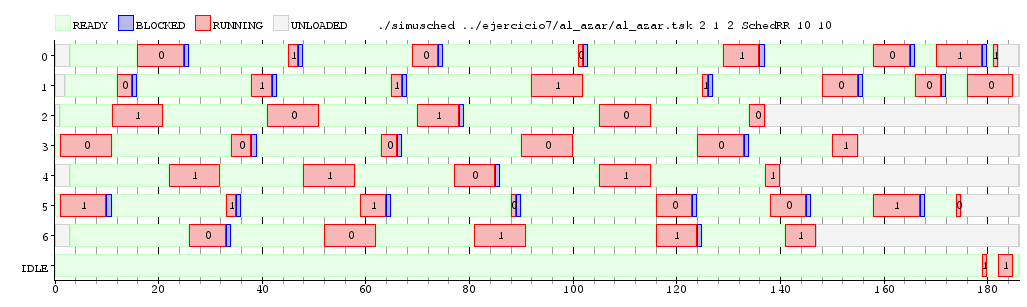 READY BLOCKED RUNNING UNLOADED ./simusched ../ejercicio7/al_azar/al_azar.tsk 2 1 2 SchedRR 10 10
0 0 1 0 0 1 0 1 1
1 0 1 1 1 1 0 0 0
2 1 0 1 0 0
3 0 0 0 0 0 1
4 1 1 0 1 1
5 1 1 1 0 0 0 1 0
6 0 0 1 1 1
IDLE 1 1
0 20 40 60 80 100 120 140 160 180